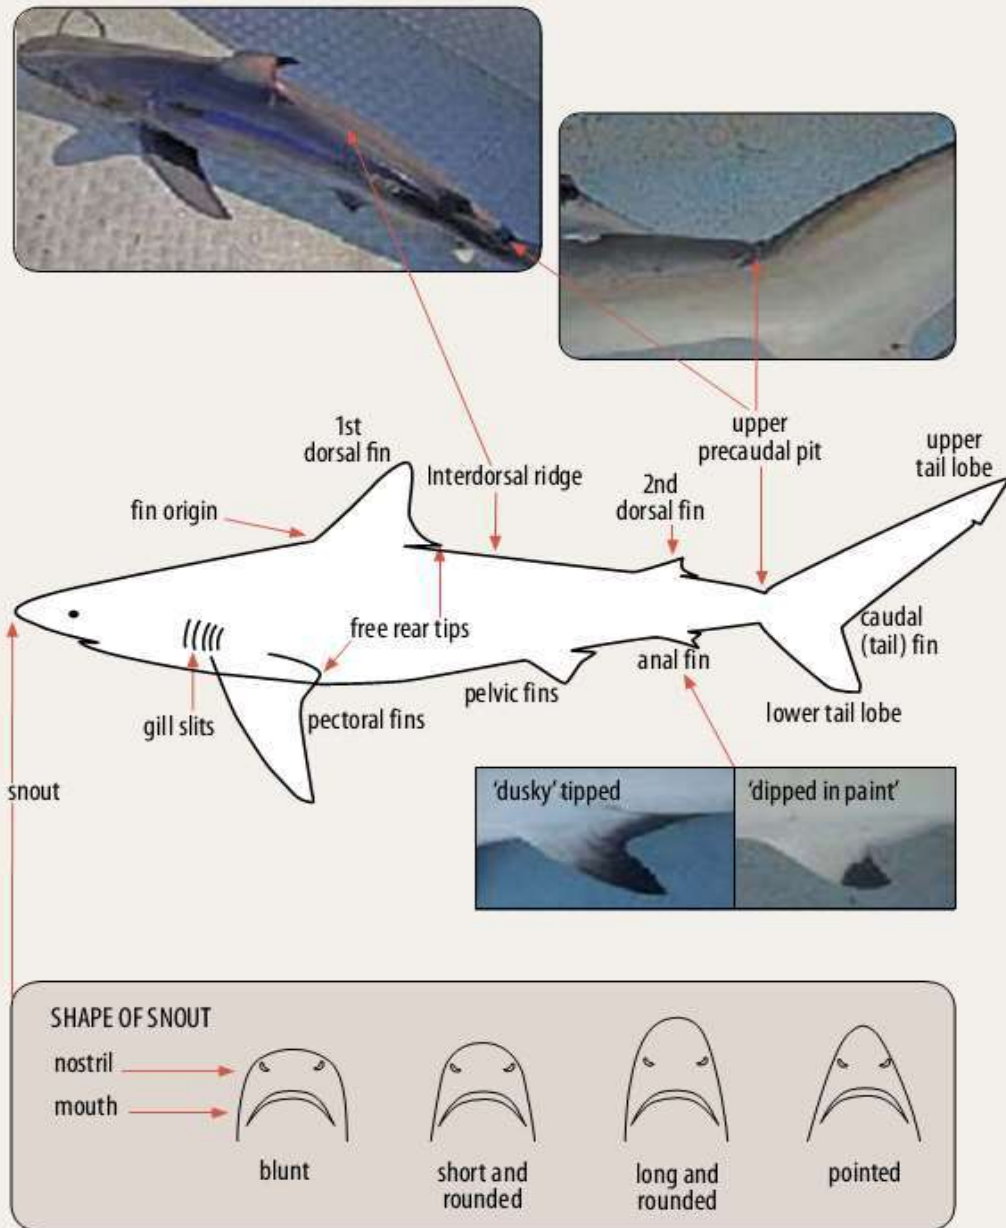 1st
dorsal fin
upper
precaudal pit
upper
tail lobe
Interdorsal ridge
2nd
dorsal fin
fin origin
free rear tips
caudal
(tail) fin
anal fin
pelvic fins
gill slits
pectoral fins
lower tail lobe
snout
'dusky' tipped
'dipped in paint'
SHAPE OF SNOUT
nostril
mouth
blunt
short and
rounded
long and
rounded
pointed